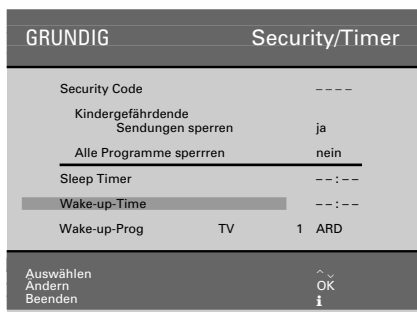 GRUNDIG Security/Timer
Security Code – – – –
Kindergefährdende
Sendungen sperren ja
Alle Programme sperrren nein
Sleep Timer – – : – –
Wake-up-Time – – : – –
Wake-up-Prog TV 1 ARD
Auswählen ^ ⌄
Ändern OK
Beenden i